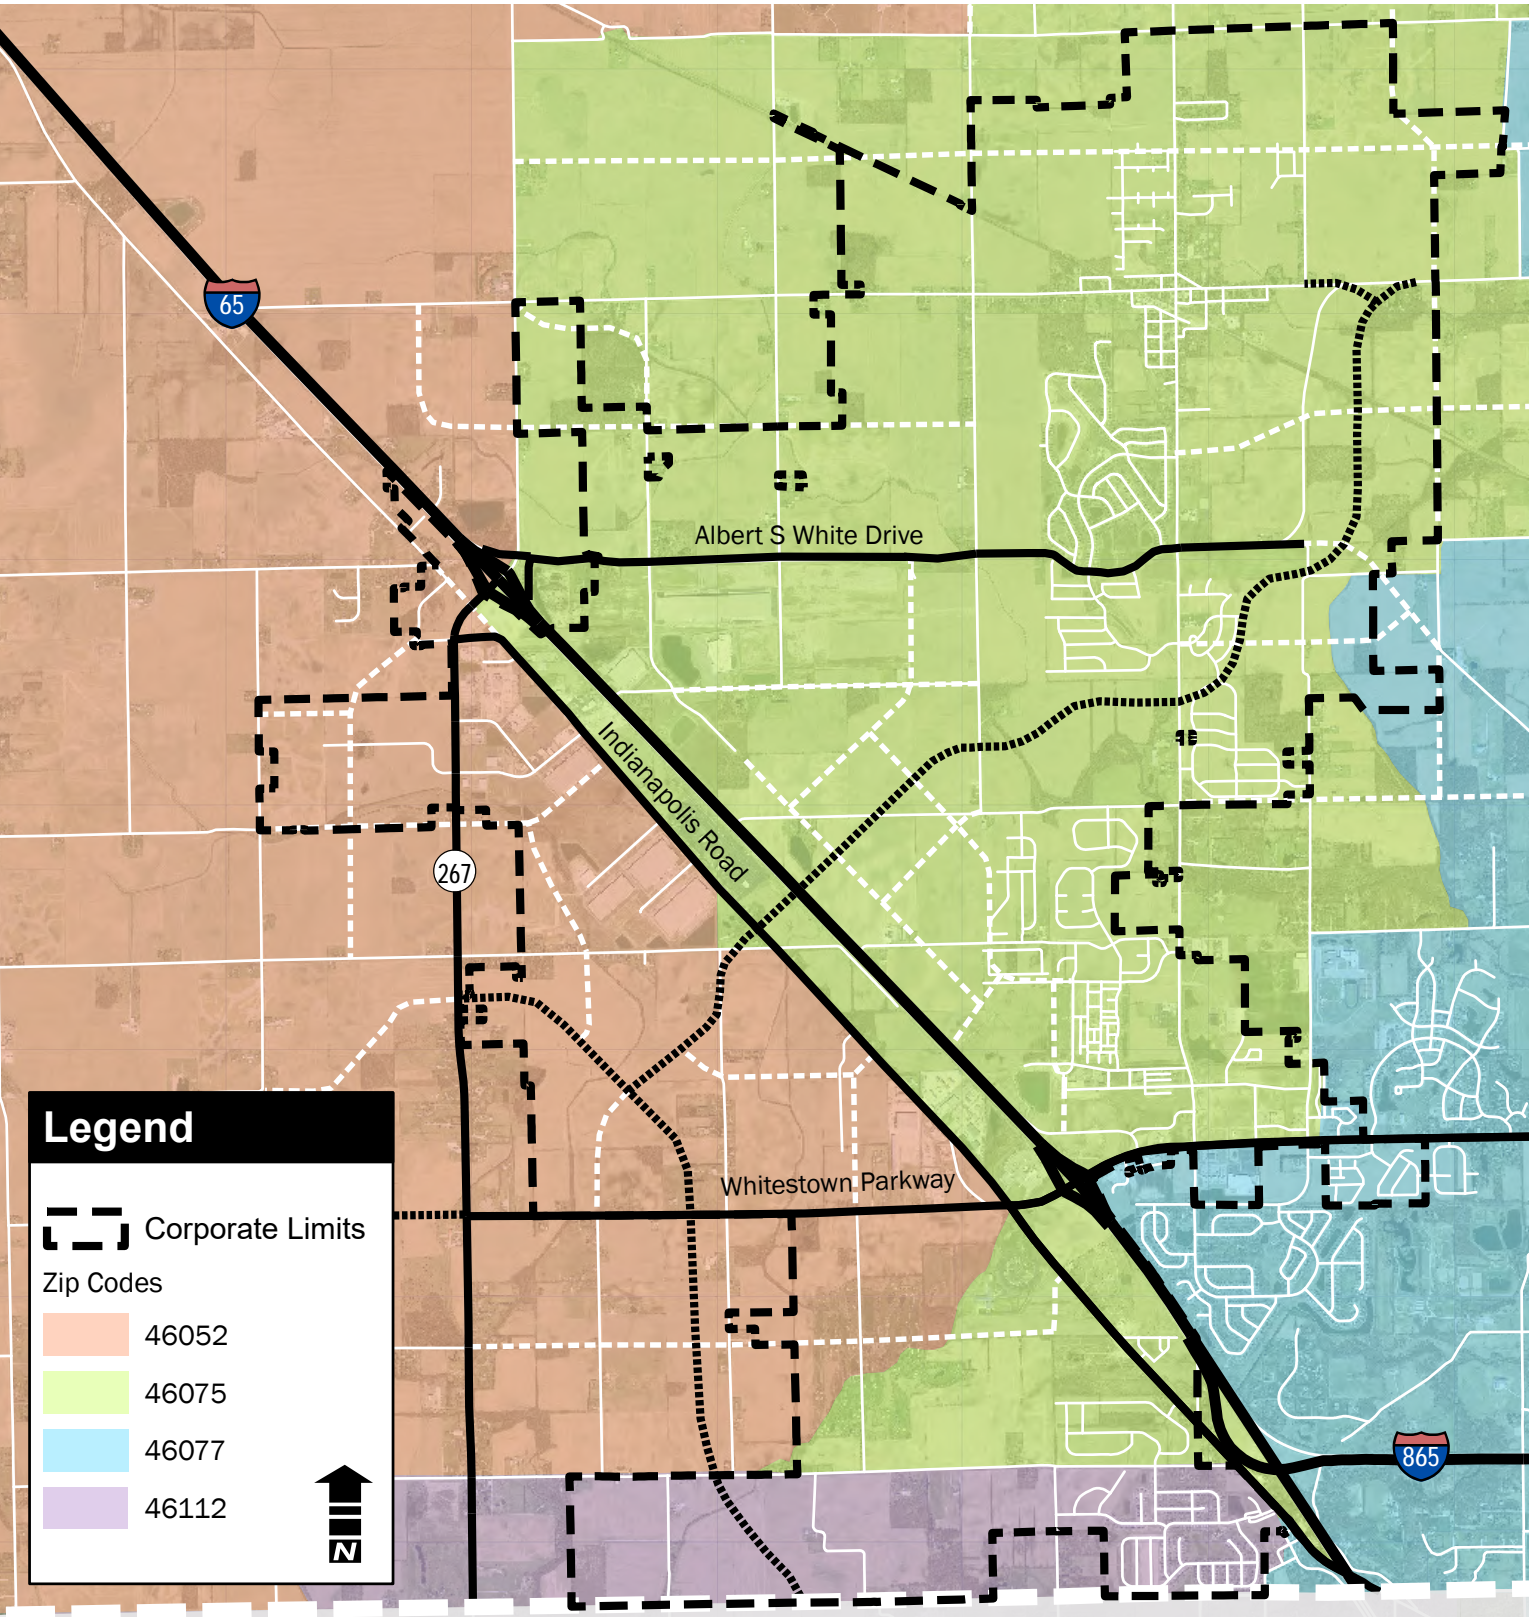 65
Albert S White Drive
Indianapolis Road
267
Whitestown Parkway
865
Legend
Corporate Limits
Zip Codes
46052
46075
46077
46112
N